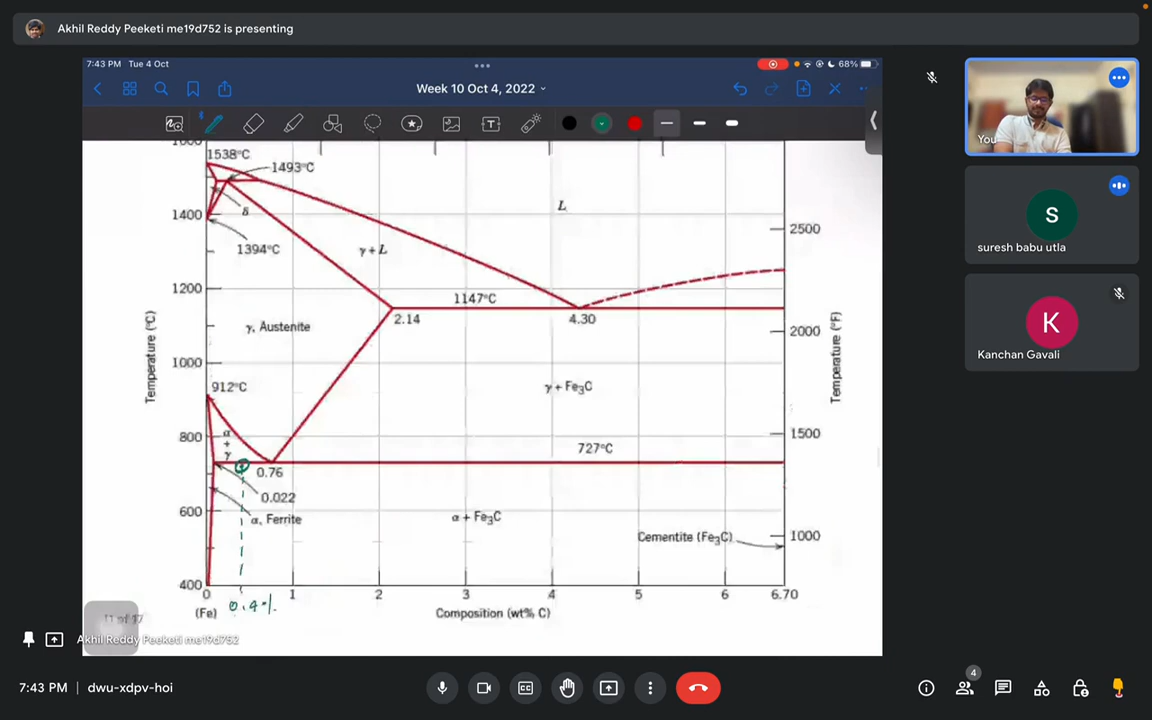 Akhil Reddy Peeketi me19d752 is presenting
7:43 PM Tue 4 Oct
68%
Week 10 Oct 4, 2022
You
S
suresh babu utla
K
Kanchan Gavali
1538°C
1493°C
L
1400
δ
2500
1394°C
γ + L
1200
1147°C
2.14
4.30
γ, Austenite
2000
Temperature (°C)
1000
Temperature (°F)
912°C
γ + Fe₃C
800
α
+
γ
1500
727°C
0.76
0.022
600
α, Ferrite
α + Fe₃C
Cementite (Fe₃C)
1000
400
0 1 2 3 4 5 6 6.70
(Fe)
0.4%
Composition (wt% C)
Akhil Reddy Peeketi me19d752
7:43 PM | dwu-xdpv-hoi
CC
4